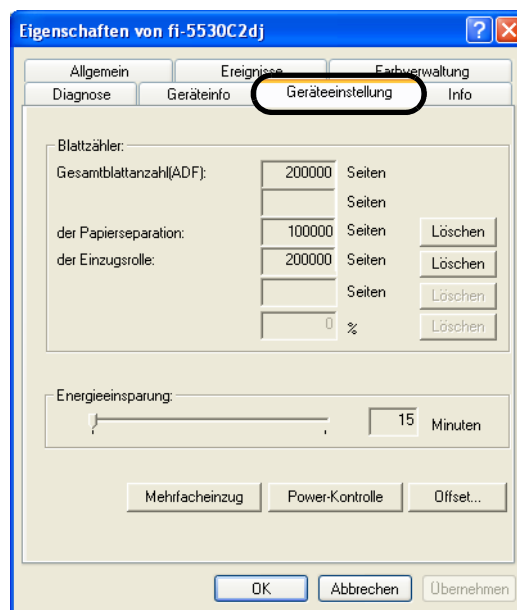 Eigenschaften von fi-5530C2dj
Allgemein Ereignisse Farbverwaltung
Diagnose Geräteinfo Geräteeinstellung Info
Blattzähler:
Gesamtblattanzahl(ADF): 200000 Seiten
Seiten
der Papierseparation: 100000 Seiten Löschen
der Einzugsrolle: 200000 Seiten Löschen
Seiten Löschen
0 % Löschen
Energieeinsparung:
15 Minuten
Mehrfacheinzug Power-Kontrolle Offset...
OK Abbrechen Übernehmen